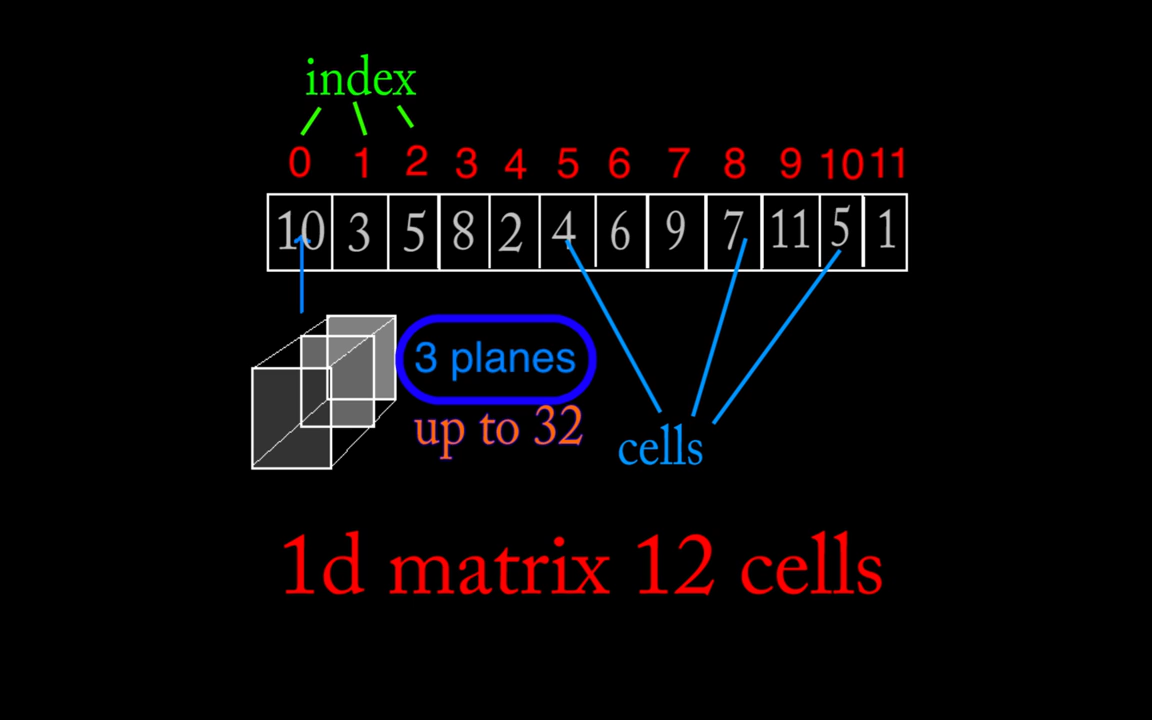 index
0 1 2 3 4 5 6 7 8 9 10 11
10 3 5 8 2 4 6 9 7 11 5 1
3 planes
up to 32
cells
1d matrix 12 cells